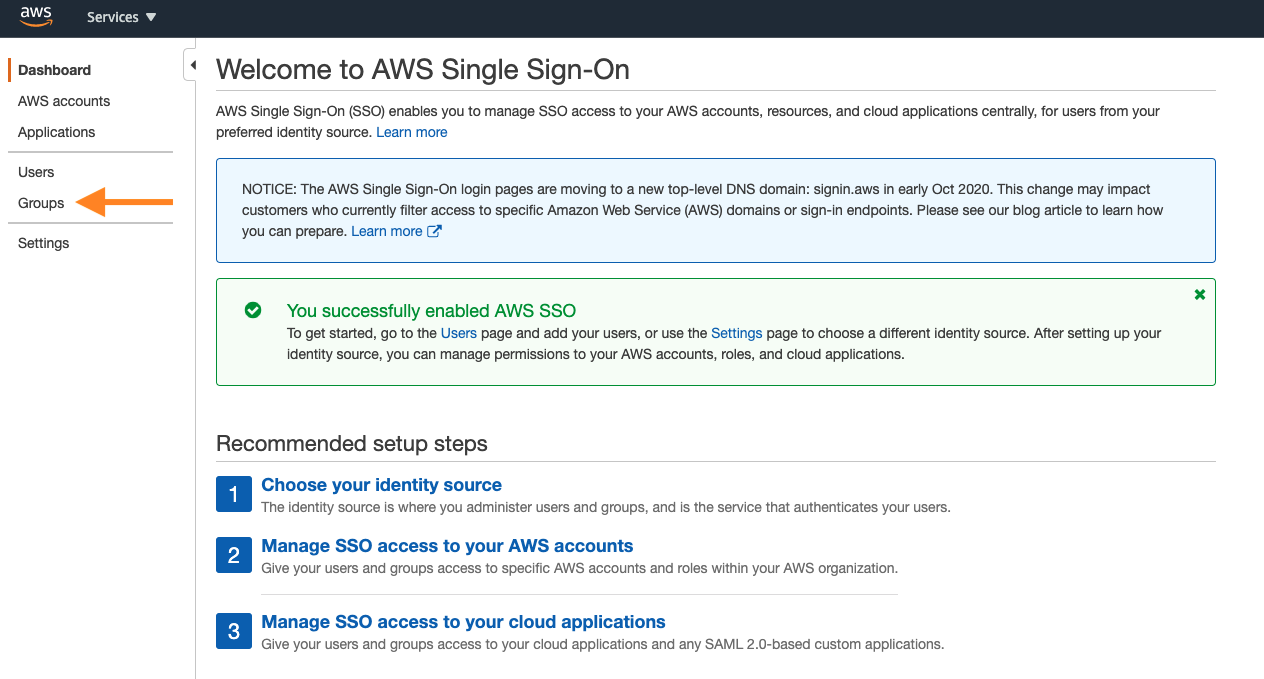 aws
Services ▼
Dashboard
AWS accounts
Applications
Users
Groups
Settings
Welcome to AWS Single Sign-On
AWS Single Sign-On (SSO) enables you to manage SSO access to your AWS accounts, resources, and cloud applications centrally, for users from your
preferred identity source. Learn more
NOTICE: The AWS Single Sign-On login pages are moving to a new top-level DNS domain: signin.aws in early Oct 2020. This change may impact
customers who currently filter access to specific Amazon Web Service (AWS) domains or sign-in endpoints. Please see our blog article to learn how
you can prepare. Learn more
You successfully enabled AWS SSO
To get started, go to the Users page and add your users, or use the Settings page to choose a different identity source. After setting up your
identity source, you can manage permissions to your AWS accounts, roles, and cloud applications.
Recommended setup steps
1 Choose your identity source
The identity source is where you administer users and groups, and is the service that authenticates your users.
2 Manage SSO access to your AWS accounts
Give your users and groups access to specific AWS accounts and roles within your AWS organization.
3 Manage SSO access to your cloud applications
Give your users and groups access to your cloud applications and any SAML 2.0-based custom applications.